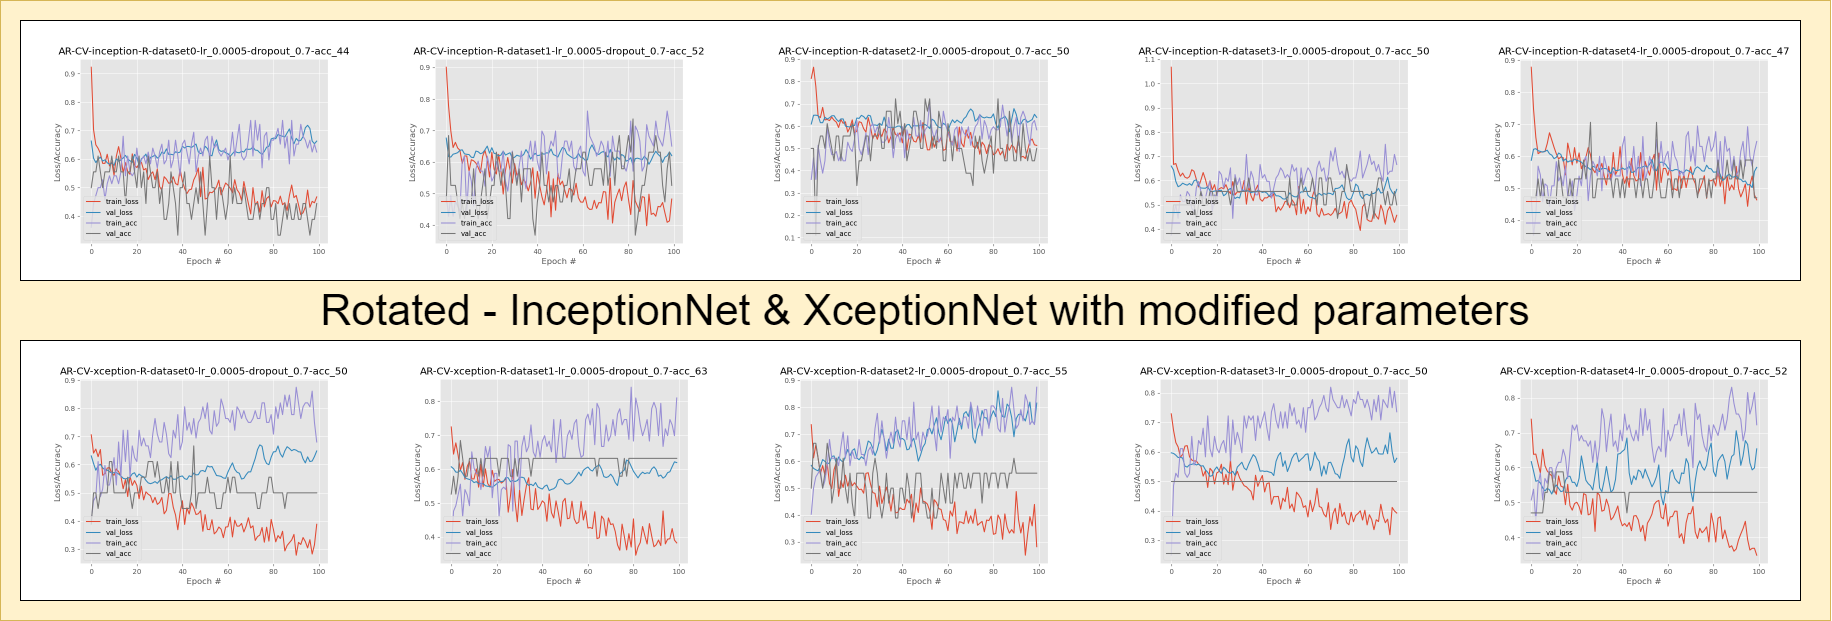 AR-CV-inception-R-dataset0-lr_0.0005-dropout_0.7-acc_44
0.9
0.8
0.7
0.6
0.5
0.4
Loss/Accuracy
train_loss
val_loss
train_acc
val_acc
0 20 40 60 80 100
Epoch #
AR-CV-inception-R-dataset1-lr_0.0005-dropout_0.7-acc_52
0.9
0.8
0.7
0.6
0.5
0.4
Loss/Accuracy
train_loss
val_loss
train_acc
val_acc
0 20 40 60 80 100
Epoch #
AR-CV-inception-R-dataset2-lr_0.0005-dropout_0.7-acc_50
0.9
0.8
0.7
0.6
0.5
0.4
0.3
0.2
0.1
Loss/Accuracy
train_loss
val_loss
train_acc
val_acc
0 20 40 60 80 100
Epoch #
AR-CV-inception-R-dataset3-lr_0.0005-dropout_0.7-acc_50
1.1
1.0
0.9
0.8
0.7
0.6
0.5
0.4
Loss/Accuracy
train_loss
val_loss
train_acc
val_acc
0 20 40 60 80 100
Epoch #
AR-CV-inception-R-dataset4-lr_0.0005-dropout_0.7-acc_47
0.9
0.8
0.7
0.6
0.5
0.4
Loss/Accuracy
train_loss
val_loss
train_acc
val_acc
0 20 40 60 80 100
Epoch #
Rotated - InceptionNet & XceptionNet with modified parameters
AR-CV-xception-R-dataset0-lr_0.0005-dropout_0.7-acc_50
0.9
0.8
0.7
0.6
0.5
0.4
0.3
Loss/Accuracy
train_loss
val_loss
train_acc
val_acc
0 20 40 60 80 100
Epoch #
AR-CV-xception-R-dataset1-lr_0.0005-dropout_0.7-acc_63
0.8
0.7
0.6
0.5
0.4
Loss/Accuracy
train_loss
val_loss
train_acc
val_acc
0 20 40 60 80 100
Epoch #
AR-CV-xception-R-dataset2-lr_0.0005-dropout_0.7-acc_55
0.9
0.8
0.7
0.6
0.5
0.4
0.3
Loss/Accuracy
train_loss
val_loss
train_acc
val_acc
0 20 40 60 80 100
Epoch #
AR-CV-xception-R-dataset3-lr_0.0005-dropout_0.7-acc_50
0.8
0.7
0.6
0.5
0.4
0.3
Loss/Accuracy
train_loss
val_loss
train_acc
val_acc
0 20 40 60 80 100
Epoch #
AR-CV-xception-R-dataset4-lr_0.0005-dropout_0.7-acc_52
0.8
0.7
0.6
0.5
0.4
Loss/Accuracy
train_loss
val_loss
train_acc
val_acc
0 20 40 60 80 100
Epoch #